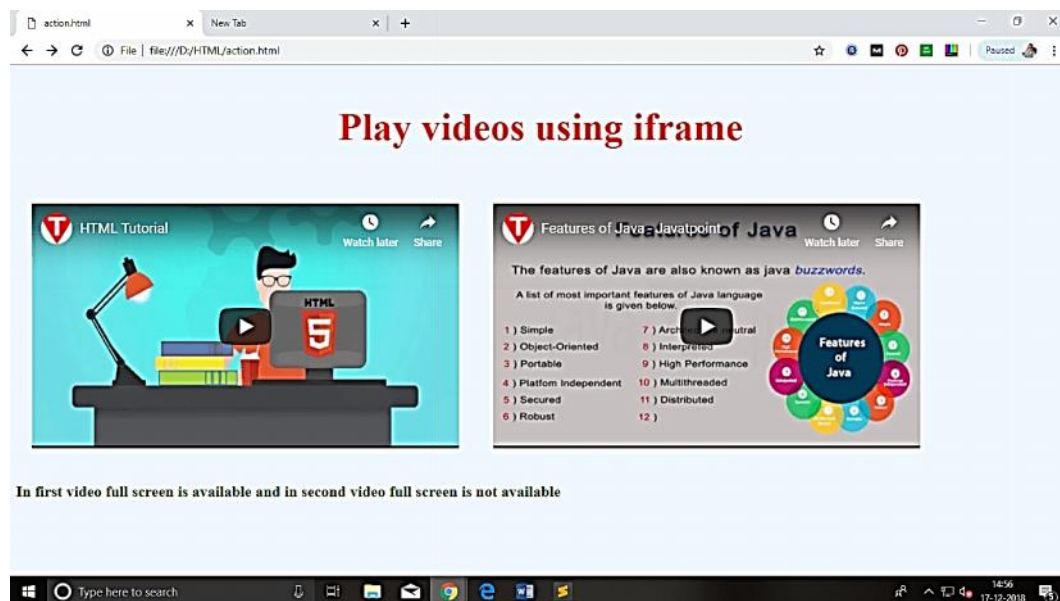 action.html
New Tab
File | file:///D:/HTML/action.html
Paused
Play videos using iframe
HTML Tutorial
Watch later
Share
HTML
5
Features of Java - Javatpoint
Features of Java
Watch later
Share
The features of Java are also known as java buzzwords.
A list of most important features of Java language
is given below.
1 ) Simple
2 ) Object-Oriented
3 ) Portable
4 ) Platfom Independent
5 ) Secured
6 ) Robust
7 ) neutral
8 ) Interpreted
9 ) High Performance
10 ) Multithreaded
11 ) Distributed
12 )
Features
of
Java
In first video full screen is available and in second video full screen is not available
Type here to search
14:56
17-12-2018